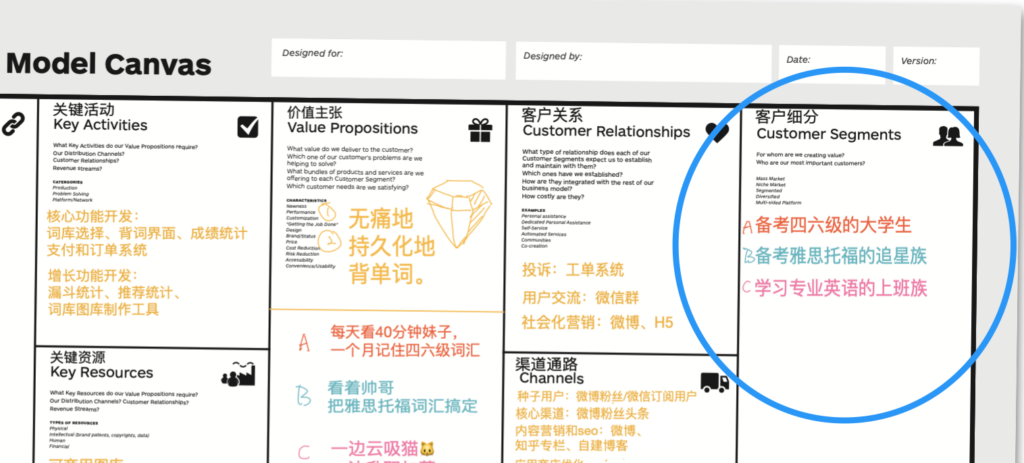 Model Canvas
Designed for:
Designed by:
Date:
Version:
关键活动
Key Activities
What Key Activities do our Value Propositions require?
Our Distribution Channels?
Customer Relationships?
Revenue streams?
CATEGORIES
Production
Problem Solving
Platform/Network
核心功能开发：
词库选择、背词界面、成绩统计
支付和订单系统
增长功能开发：
漏斗统计、推荐统计、
词库图库制作工具
关键资源
Key Resources
What Key Resources do our Value Propositions require?
Our Distribution Channels? Customer Relationships?
Revenue Streams?
TYPES OF RESOURCES
Physical
Intellectual (brand patents, copyrights, data)
Human
Financial
可商用图库
价值主张
Value Propositions
What value do we deliver to the customer?
Which one of our customer's problems are we
helping to solve?
What bundles of products and services are we
offering to each Customer Segment?
Which customer needs are we satisfying?
CHARACTERISTICS
Newness
Performance
Customization
"Getting the Job Done"
Design
Brand/Status
Price
Cost Reduction
Risk Reduction
Accessibility
Convenience/Usability
1
2
无痛地
持久化地
背单词。
A
每天看40分钟妹子，
一个月记住四六级词汇
B
看着帅哥
把雅思托福词汇搞定
C
一边云吸猫🐱
客户关系
Customer Relationships
What type of relationship does each of our
Customer Segments expect us to establish
and maintain with them?
Which ones have we established?
How are they integrated with the rest of our
business model?
How costly are they?
EXAMPLES
Personal assistance
Dedicated Personal Assistance
Self-Service
Automated Services
Communities
Co-creation
投诉：工单系统
用户交流：微信群
社会化营销：微博、H5
渠道通路
Channels
种子用户：微博粉丝/微信订阅用户
核心渠道：微博粉丝头条
内容营销和seo：微博、
知乎专栏、自建博客
客户细分
Customer Segments
For whom are we creating value?
Who are our most important customers?
Mass Market
Niche Market
Segmented
Diversified
Multi-sided Platform
A备考四六级的大学生
B备考雅思托福的追星族
C学习专业英语的上班族